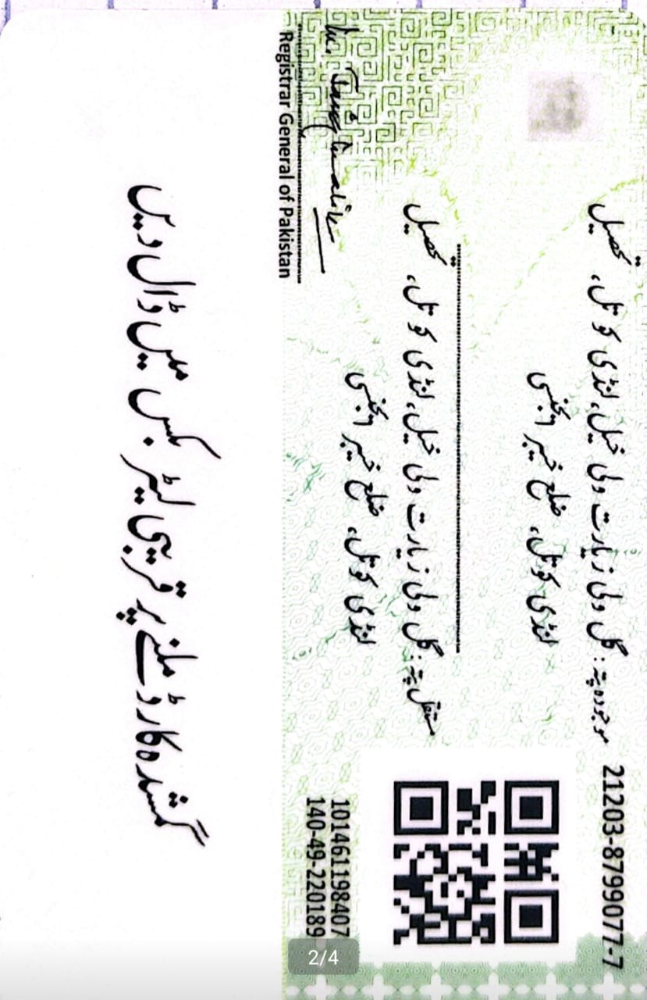 21203-8799077-7
موجودہ پتہ: گل ولی زیارت ولی خیل، لنڈی کوتل، تحصیل
لنڈی کوتل، ضلع خیبر ایجنسی
مستقل پتہ: گل ولی زیارت ولی خیل، لنڈی کوتل، تحصیل
لنڈی کوتل، ضلع خیبر ایجنسی
101461198407
140-49-220189
Registrar General of Pakistan
گمشدہ کارڈ ملنے پر قریبی لیٹر بکس میں ڈال دیں
2/4